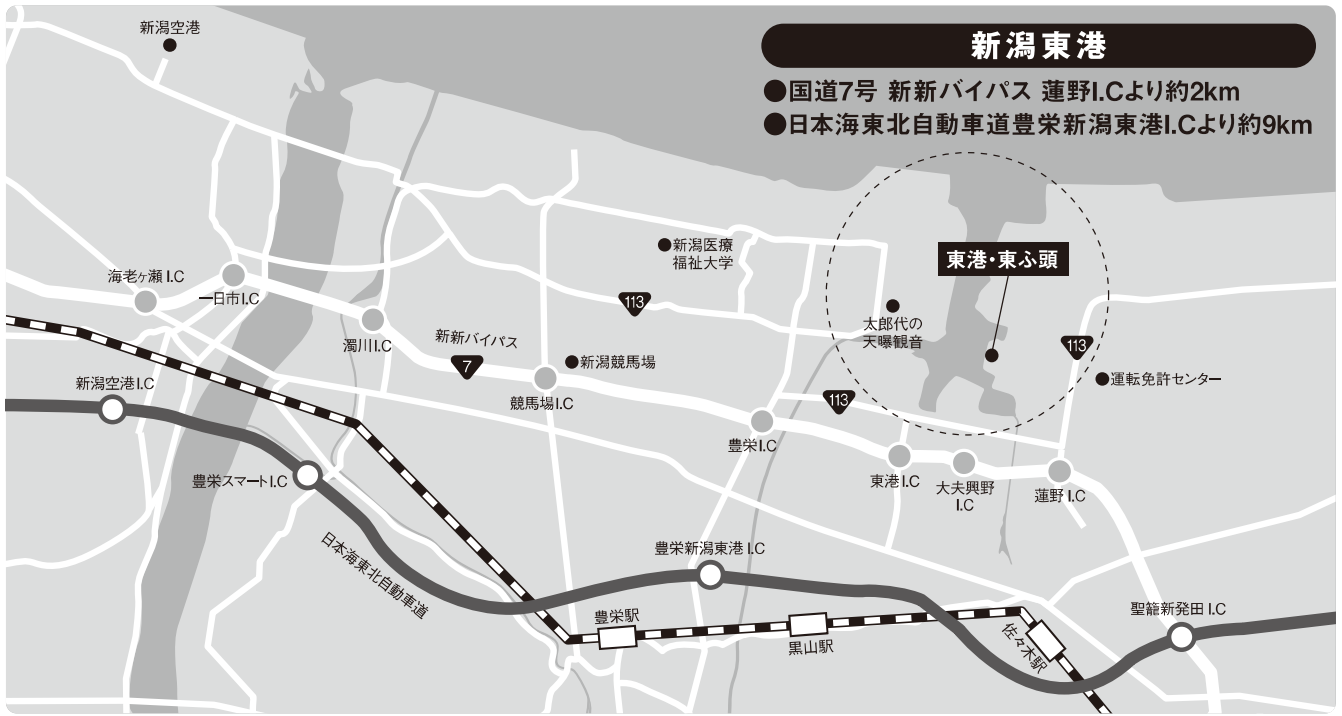 新潟東港
●国道7号 新新バイパス 蓮野I.Cより約2km
●日本海東北自動車道豊栄新潟東港I.Cより約9km
新潟空港
新潟医療
福祉大学
東港・東ふ頭
海老ヶ瀬 I.C
一日市I.C
113
太郎代の
天曝観音
濁川I.C
新新バイパス
7
新潟競馬場
113
運転免許センター
新潟空港I.C
競馬場I.C
113
豊栄I.C
豊栄スマートI.C
東港I.C
大夫興野
I.C
蓮野 I.C
日本海東北自動車道
豊栄新潟東港 I.C
豊栄駅
黒山駅
佐々木駅
聖籠新発田 I.C